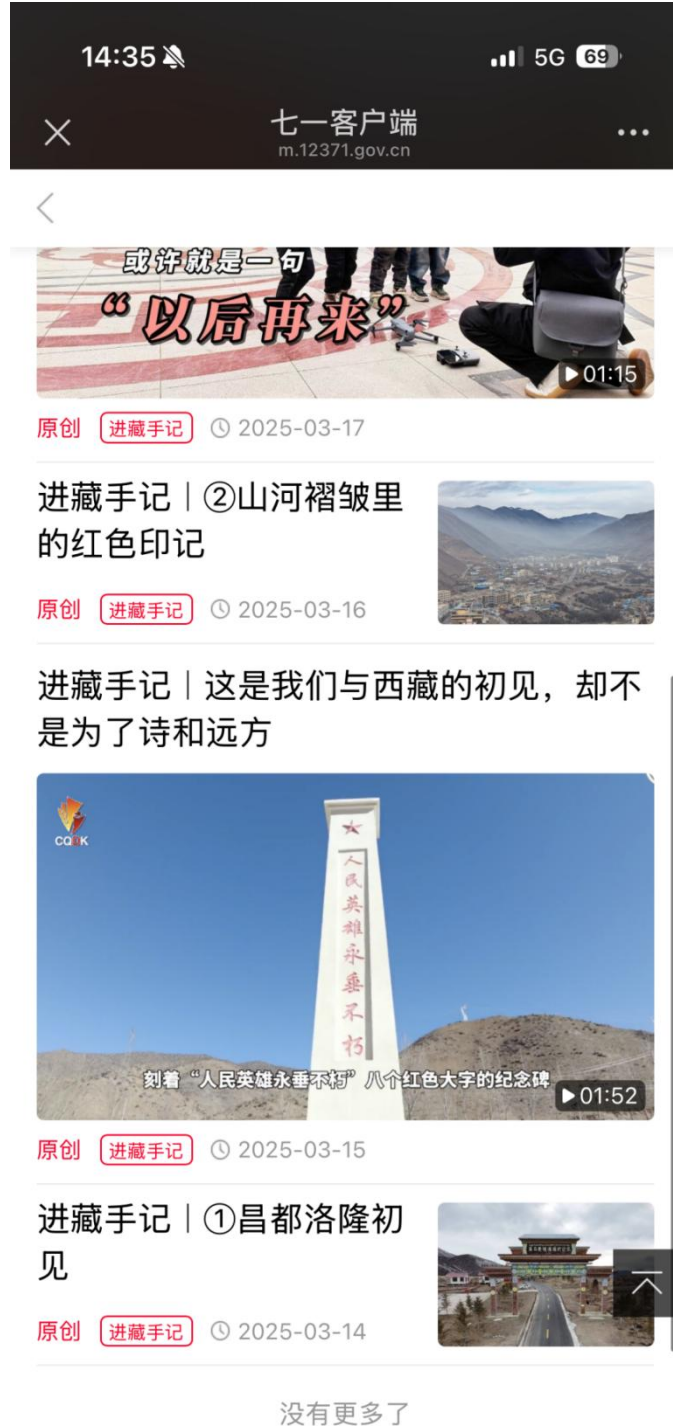 14:35
5G 69
七一客户端
m.12371.gov.cn
或许就是一句
“以后再来”
01:15
原创 进藏手记 2025-03-17
进藏手记｜②山河褶皱里
的红色印记
原创 进藏手记 2025-03-16
进藏手记｜这是我们与西藏的初见，却不
是为了诗和远方
人民英雄永垂不朽
刻着“人民英雄永垂不朽”八个红色大字的纪念碑
01:52
原创 进藏手记 2025-03-15
进藏手记｜①昌都洛隆初
见
原创 进藏手记 2025-03-14
没有更多了